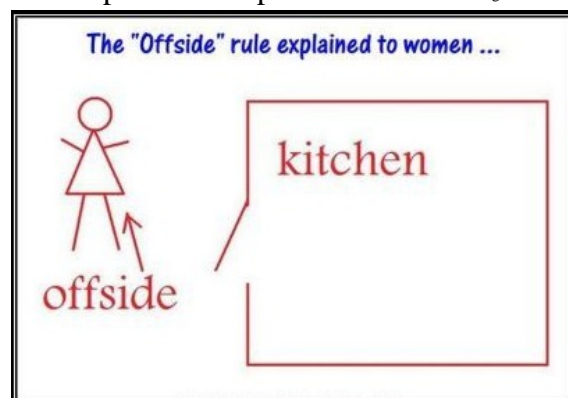 The "Offside" rule explained to women ...
kitchen
offside